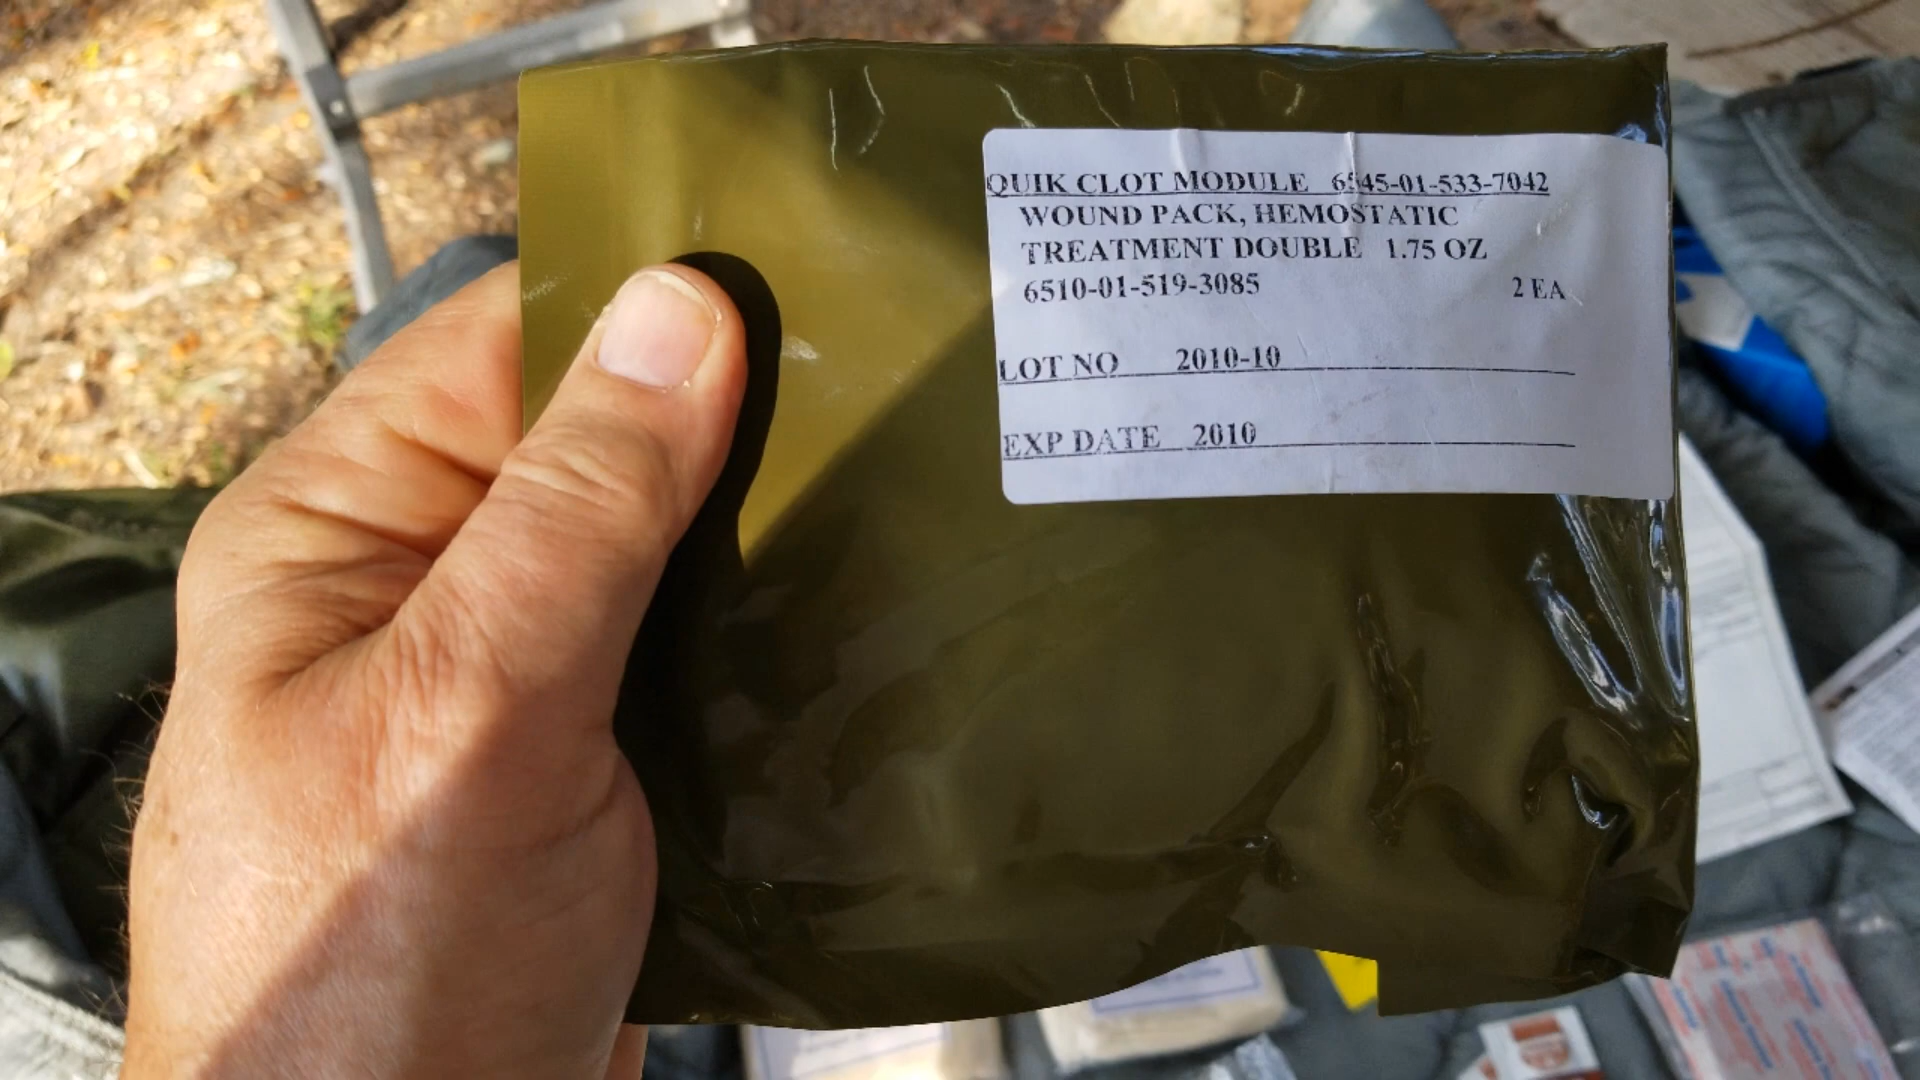 QUIK CLOT MODULE 6545-01-533-7042
WOUND PACK, HEMOSTATIC
TREATMENT DOUBLE 1.75 OZ
6510-01-519-3085 2 EA
LOT NO 2010-10
EXP DATE 2010